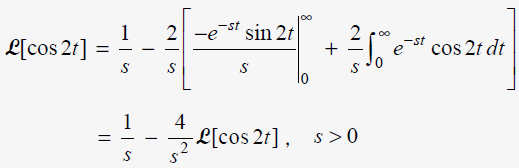 ℒ[cos 2t] = 1/s − 2/s [ −e^−st sin 2t / s |_0^∞ + 2/s ∫_0^∞ e^−st cos 2t dt ]
= 1/s − 4/s² ℒ[cos 2t] , s > 0